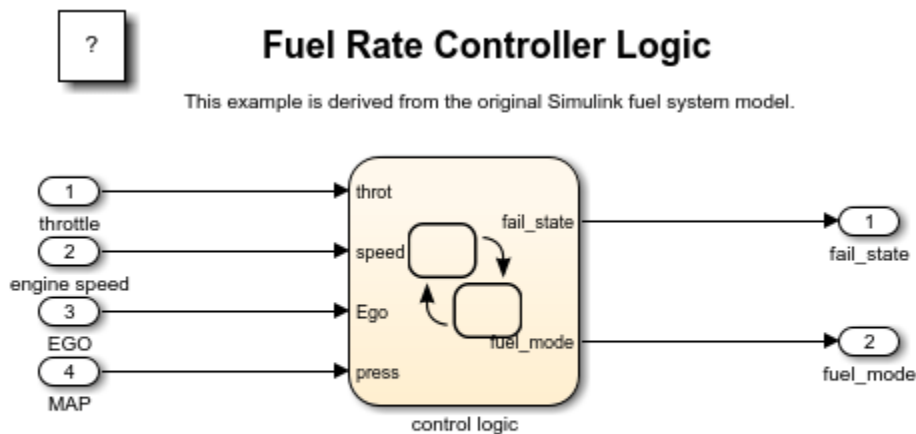 ?
Fuel Rate Controller Logic
This example is derived from the original Simulink fuel system model.
1
throttle
2
engine speed
3
EGO
4
MAP
throt
speed
Ego
press
fail_state
fuel_mode
control logic
1
fail_state
2
fuel_mode